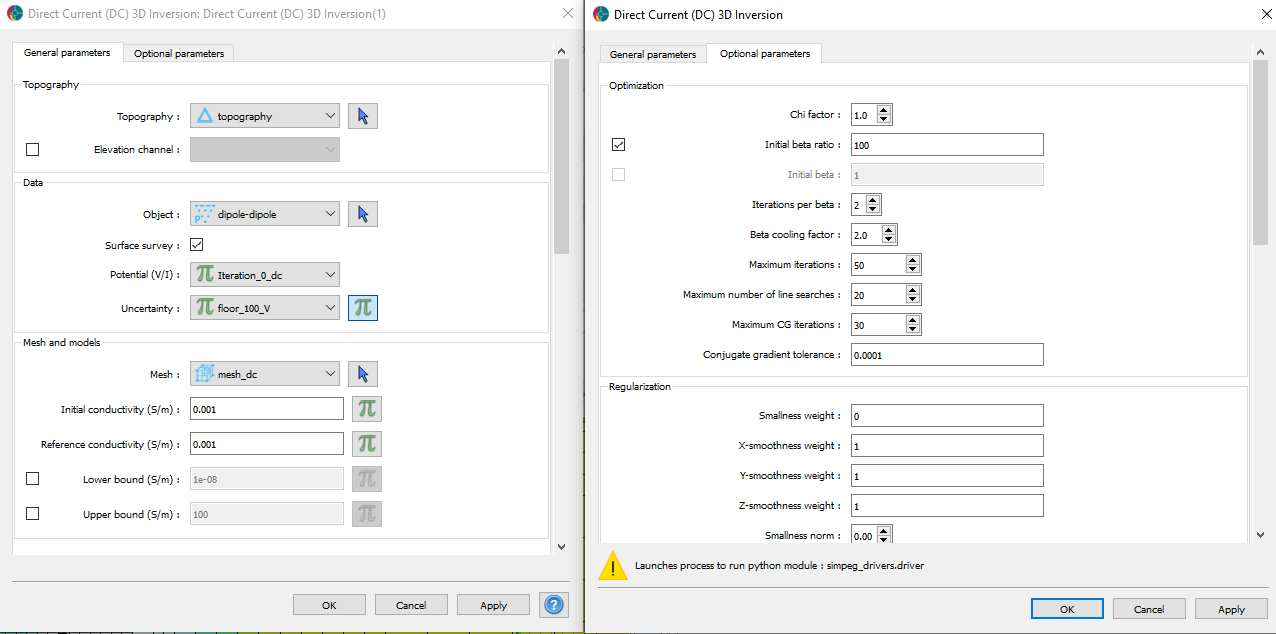 Direct Current (DC) 3D Inversion: Direct Current (DC) 3D Inversion(1)
General parameters
Optional parameters
Topography
Topography :
topography
Elevation channel :
Data
Object :
dipole-dipole
Surface survey :
Potential (V/I) :
Iteration_0_dc
Uncertainty :
floor_100_V
Mesh and models
Mesh :
mesh_dc
Initial conductivity (S/m) :
0.001
Reference conductivity (S/m) :
0.001
Lower bound (S/m) :
1e-08
Upper bound (S/m) :
100
OK
Cancel
Apply
Direct Current (DC) 3D Inversion
General parameters
Optional parameters
Optimization
Chi factor :
1.0
Initial beta ratio :
100
Initial beta :
1
Iterations per beta :
2
Beta cooling factor :
2.0
Maximum iterations :
50
Maximum number of line searches :
20
Maximum CG iterations :
30
Conjugate gradient tolerance :
0.0001
Regularization
Smallness weight :
0
X-smoothness weight :
1
Y-smoothness weight :
1
Z-smoothness weight :
1
Smallness norm :
0.00
Launches process to run python module : simpeg_drivers.driver
OK
Cancel
Apply